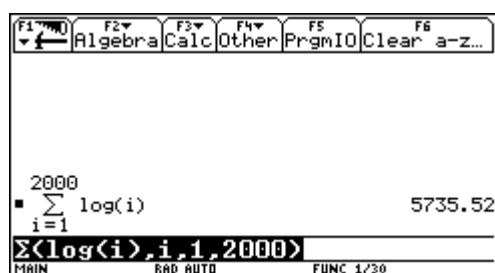 F1 F2 F3 F4 F5 F6
Algebra Calc Other PrgmIO Clear a-z…
2000
Σ log(i) 5735.52
i=1
Σ(log(i),i,1,2000)
MAIN RAD AUTO FUNC 1/30